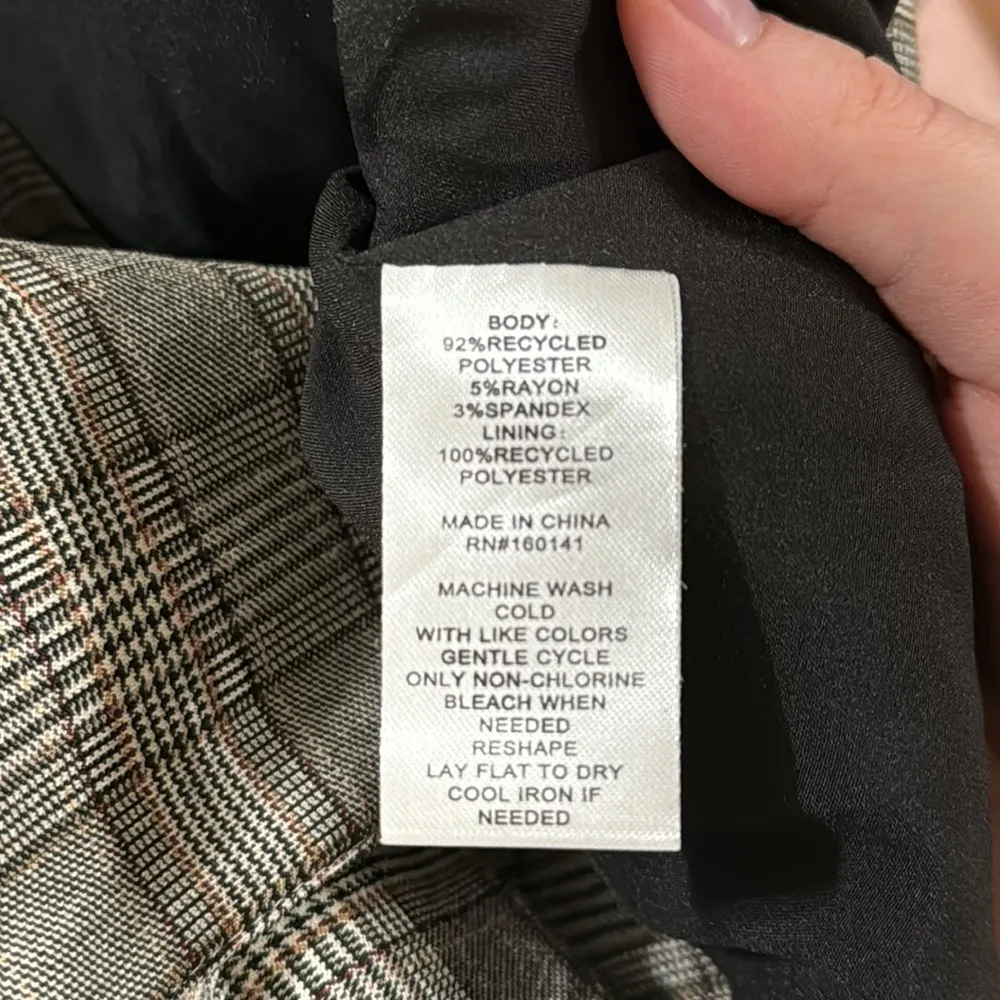 BODY:
92%RECYCLED
POLYESTER
5%RAYON
3%SPANDEX
LINING:
100%RECYCLED
POLYESTER
MADE IN CHINA
RN#160141
MACHINE WASH
COLD
WITH LIKE COLORS
GENTLE CYCLE
ONLY NON-CHLORINE
BLEACH WHEN
NEEDED
RESHAPE
LAY FLAT TO DRY
COOL IRON IF
NEEDED